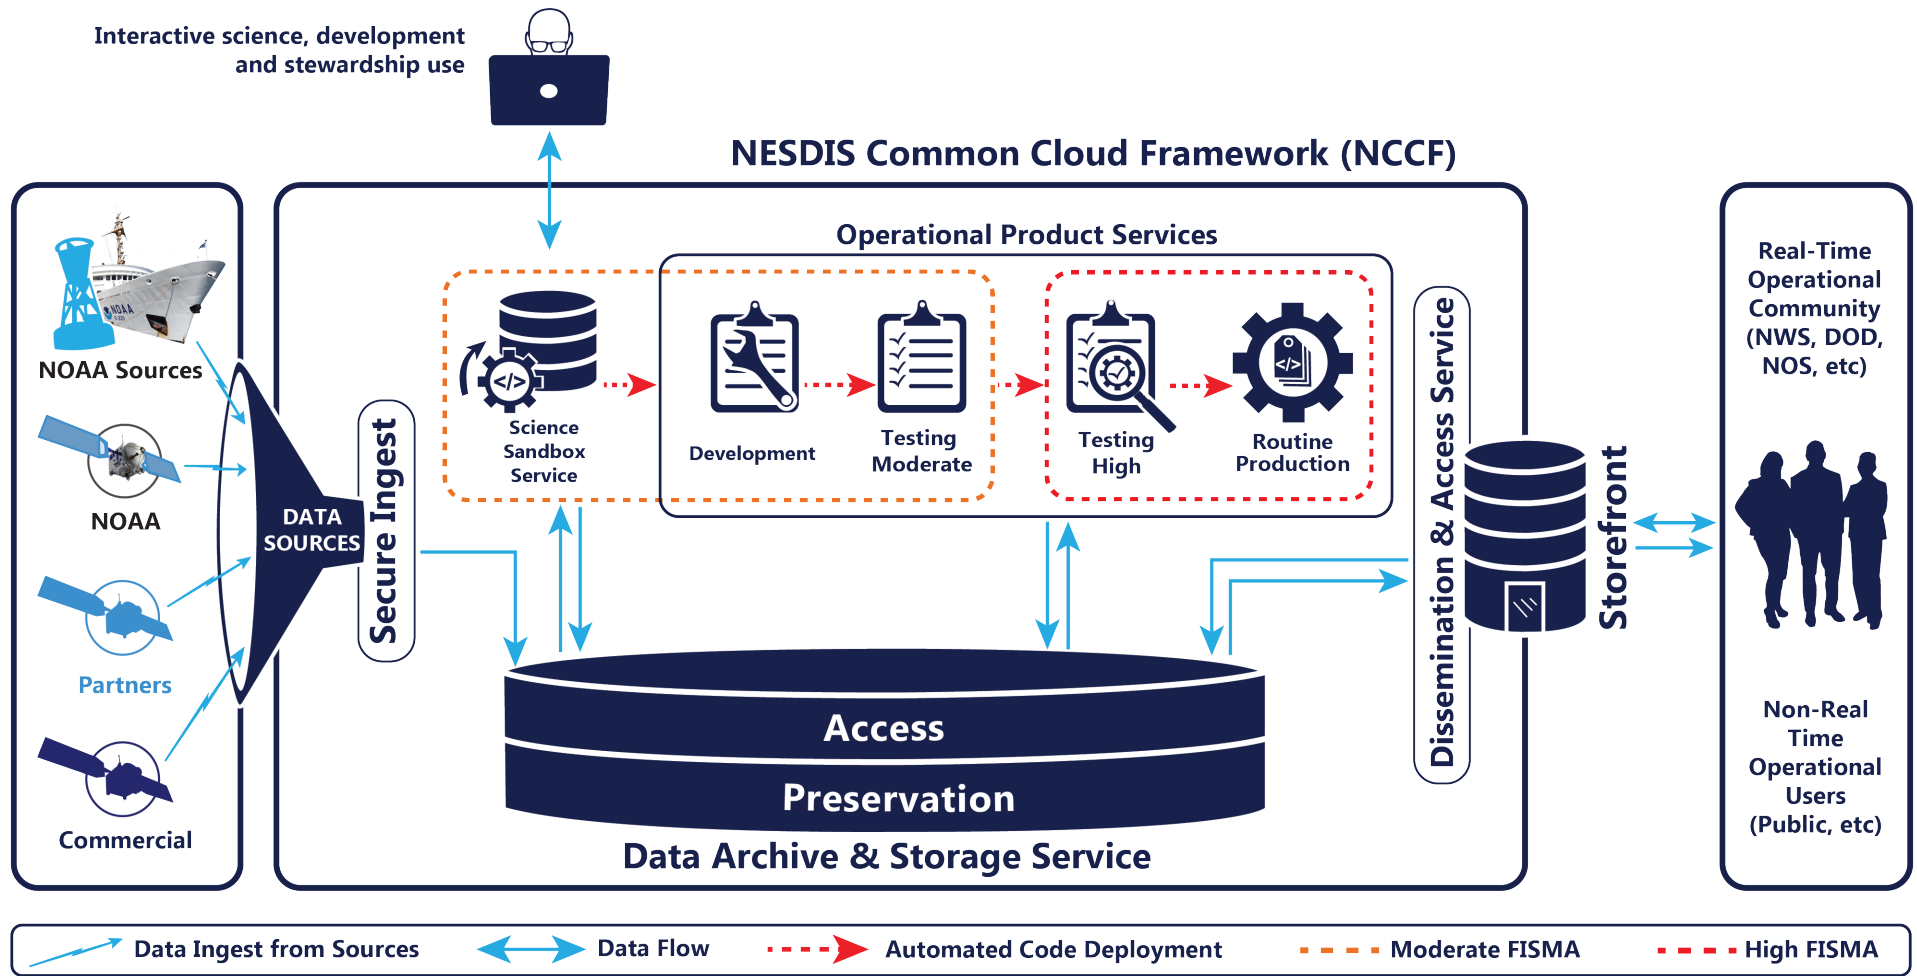 Interactive science, development
and stewardship use
NESDIS Common Cloud Framework (NCCF)
NOAA
NOAA Sources
NOAA
Partners
Commercial
DATA
SOURCES
Secure Ingest
Operational Product Services
</>
Science
Sandbox
Service
Development
Testing
Moderate
Testing
High
</>
Routine
Production
Access
Preservation
Data Archive & Storage Service
Dissemination & Access Service
Storefront
Real-Time
Operational
Community
(NWS, DOD,
NOS, etc)
Non-Real
Time
Operational
Users
(Public, etc)
Data Ingest from Sources
Data Flow
Automated Code Deployment
Moderate FISMA
High FISMA